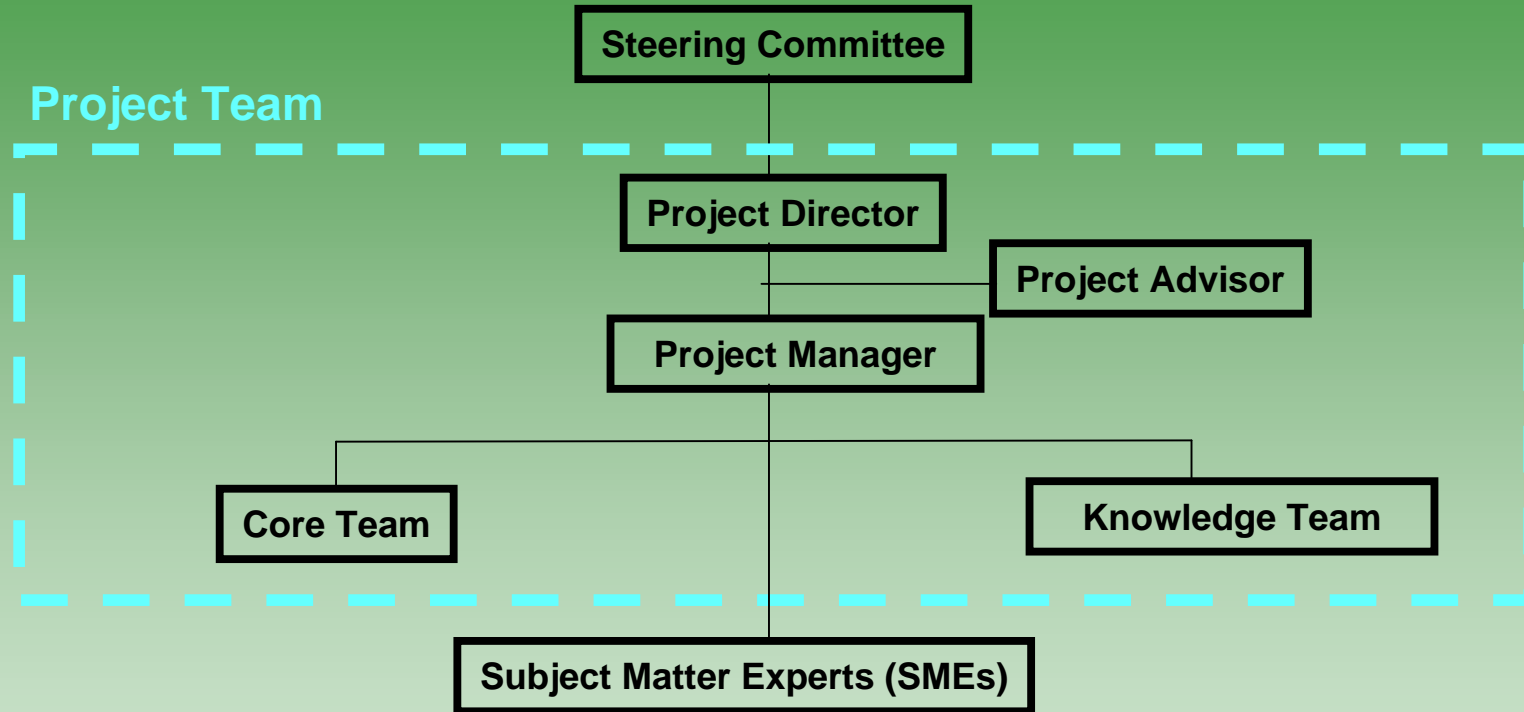 Steering Committee
Project Team
Project Director
Project Advisor
Project Manager
Core Team
Knowledge Team
Subject Matter Experts (SMEs)